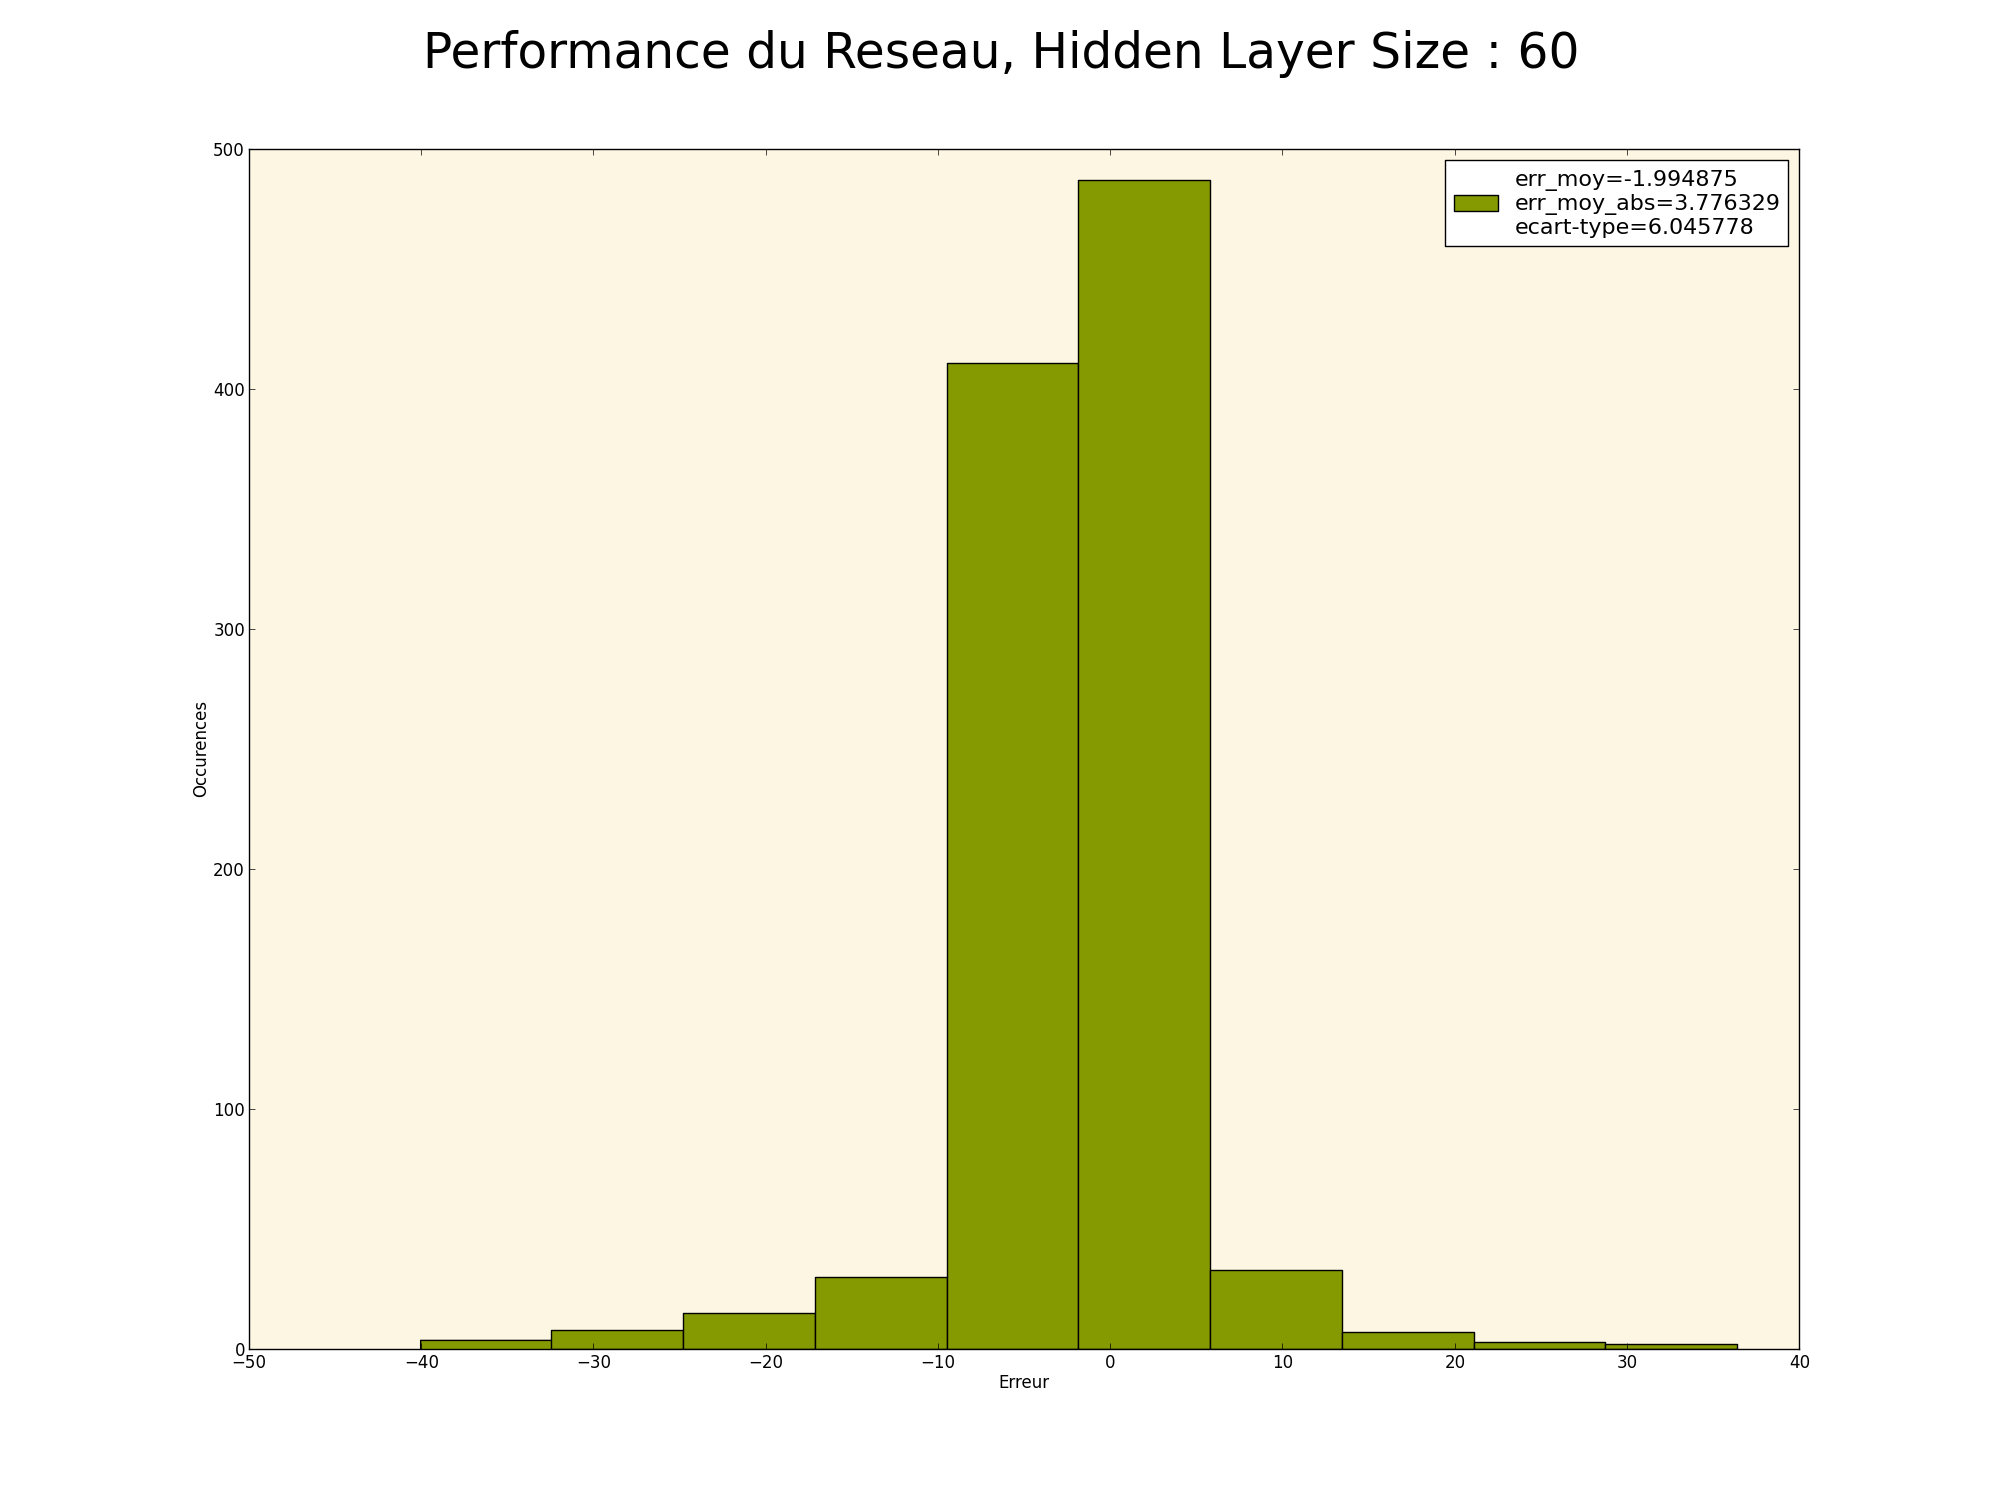 Performance du Reseau, Hidden Layer Size : 60
500
err_moy=-1.994875
err_moy_abs=3.776329
ecart-type=6.045778
400
300
Occurences
200
100
0
−50 −40 −30 −20 −10 0 10 20 30 40
Erreur